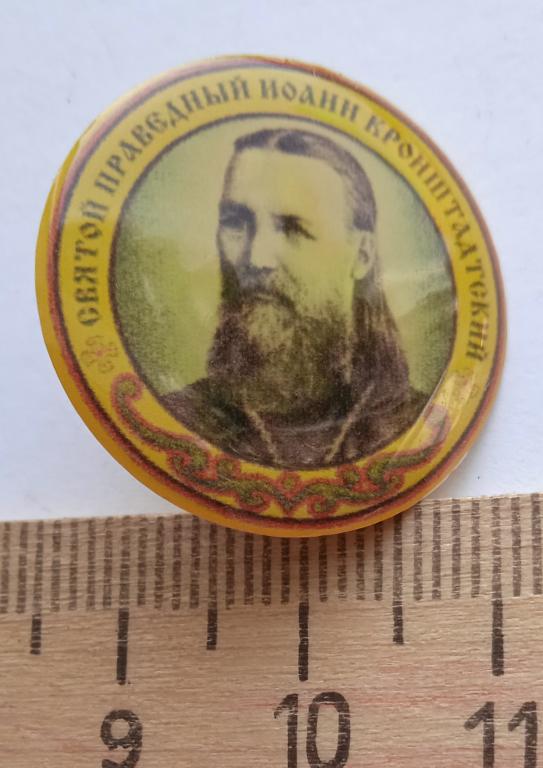 СВЯТОЙ ПРАВЕДНЫЙ ИОАНН КРОНШТАДТСКИЙ
9 10 11